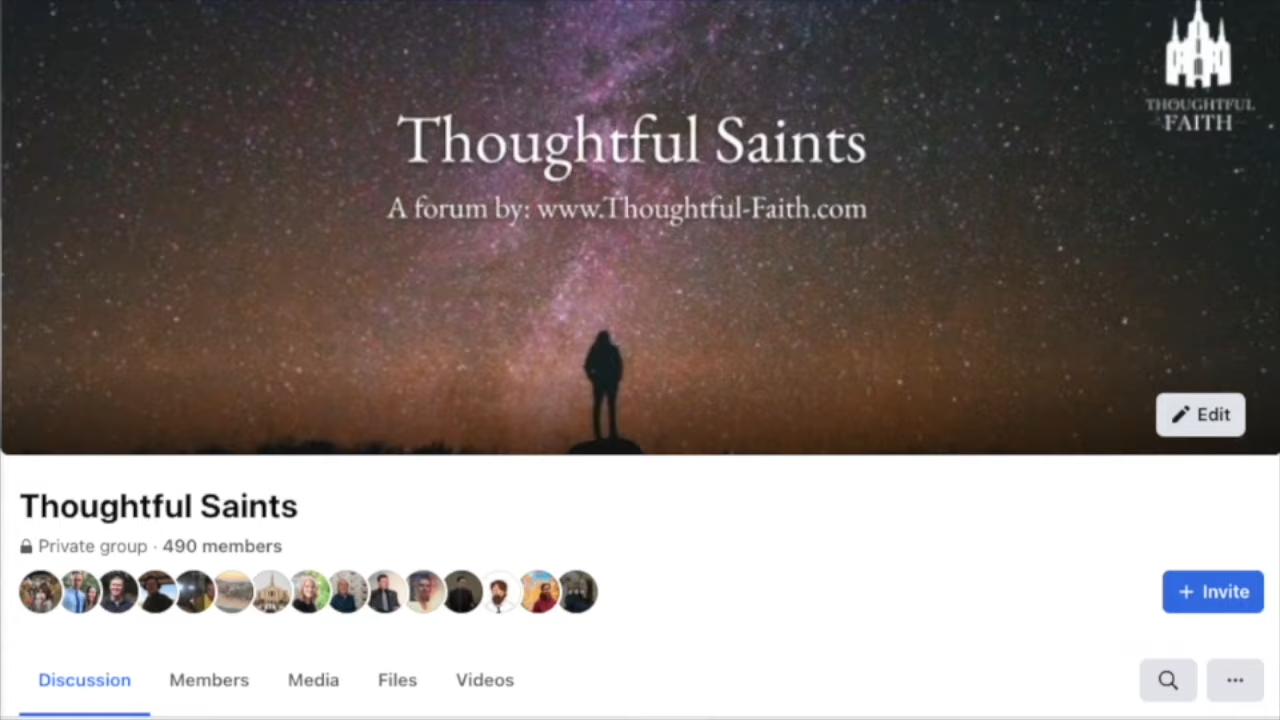 THOUGHTFUL
FAITH
Thoughtful Saints
A forum by: www.Thoughtful-Faith.com
Edit
Thoughtful Saints
Private group · 490 members
+ Invite
Discussion Members Media Files Videos